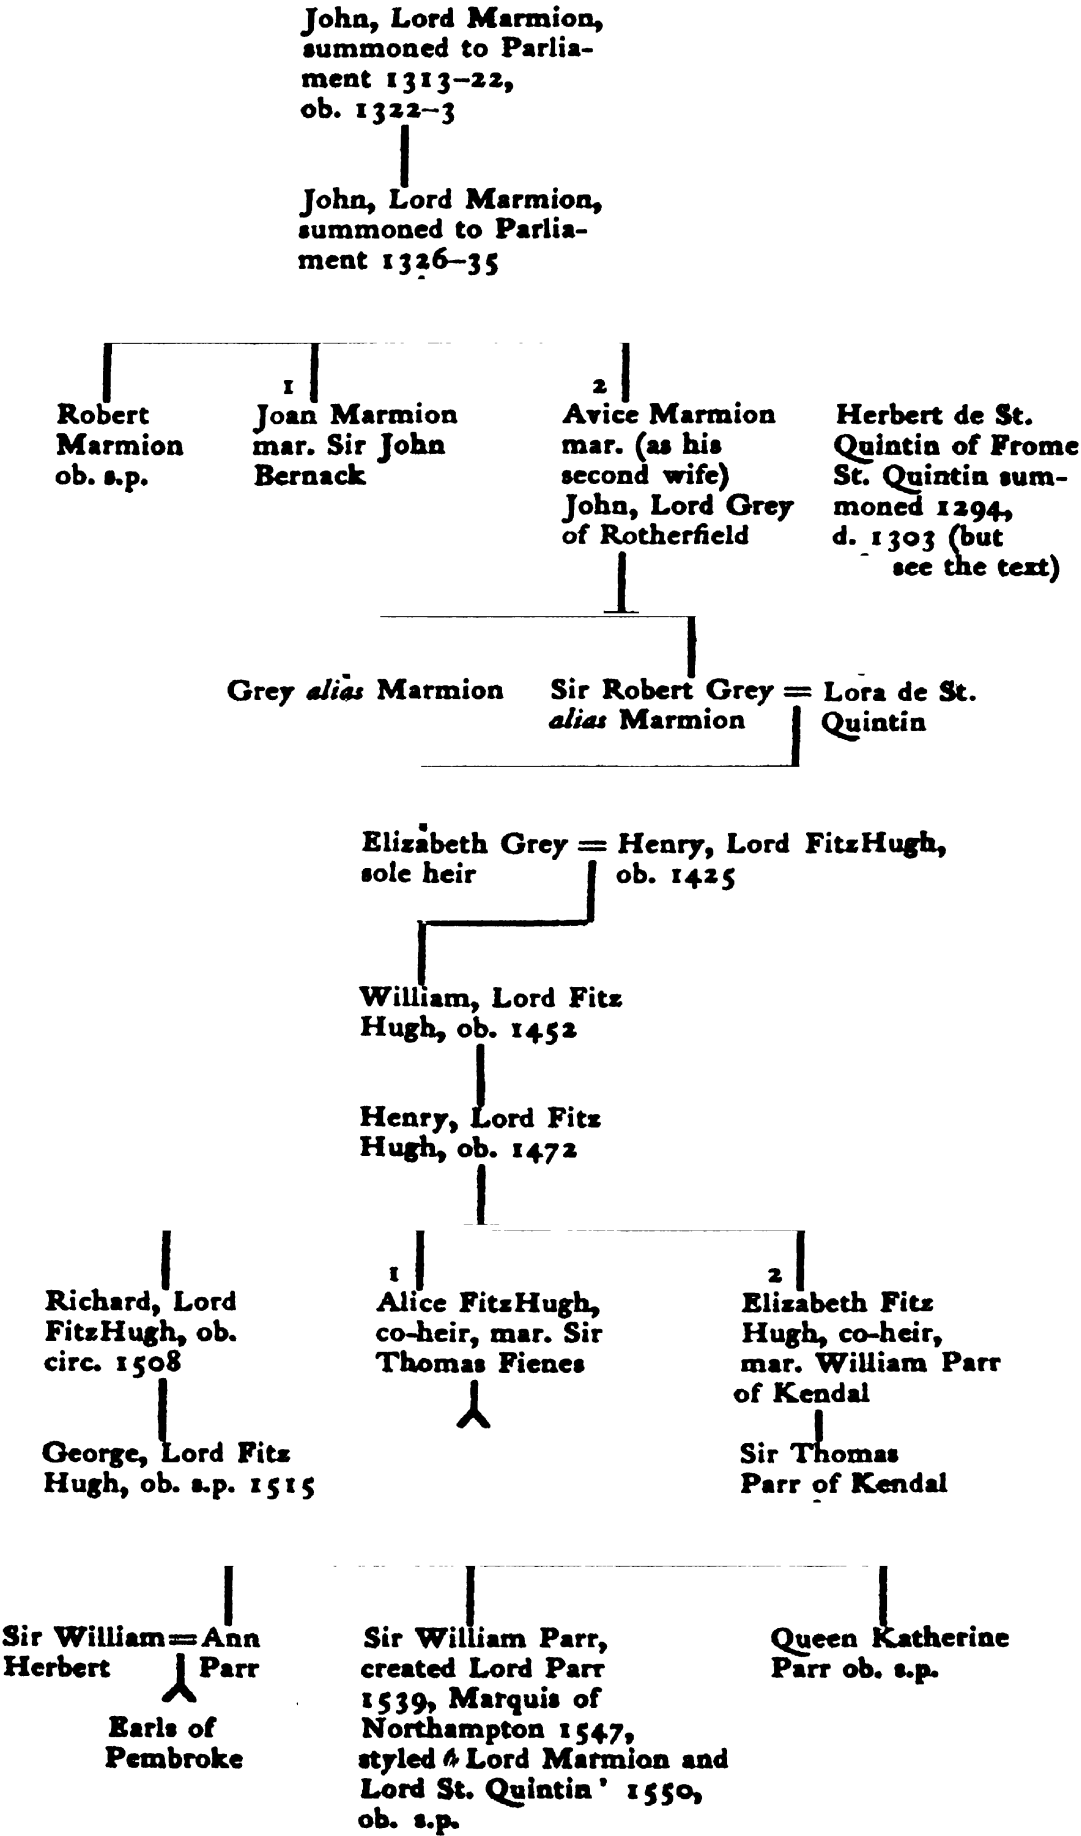 John, Lord Marmion,
summoned to Parlia-
ment 1313–22,
ob. 1322–3
John, Lord Marmion,
summoned to Parlia-
ment 1326–35
Robert
Marmion
ob. s.p.
1
Joan Marmion
mar. Sir John
Bernack
2
Avice Marmion
mar. (as his
second wife)
John, Lord Grey
of Rotherfield
Herbert de St.
Quintin of Frome
St. Quintin sum-
moned 1294,
d. 1303 (but
see the text)
Grey alias Marmion
Sir Robert Grey =
alias Marmion
Lora de St.
Quintin
Elizabeth Grey =
sole heir
Henry, Lord FitzHugh,
ob. 1425
William, Lord Fitz
Hugh, ob. 1452
Henry, Lord Fitz
Hugh, ob. 1472
Richard, Lord
FitzHugh, ob.
circ. 1508
1
Alice FitzHugh,
co-heir, mar. Sir
Thomas Fienes
2
Elizabeth Fitz
Hugh, co-heir,
mar. William Parr
of Kendal
George, Lord Fitz
Hugh, ob. s.p. 1515
Sir Thomas
Parr of Kendal
Sir William =
Herbert
Ann
Parr
Earls of
Pembroke
Sir William Parr,
created Lord Parr
1539, Marquis of
Northampton 1547,
styled Lord Marmion and
Lord St. Quintin' 1550,
ob. s.p.
Queen Katherine
Parr ob. s.p.